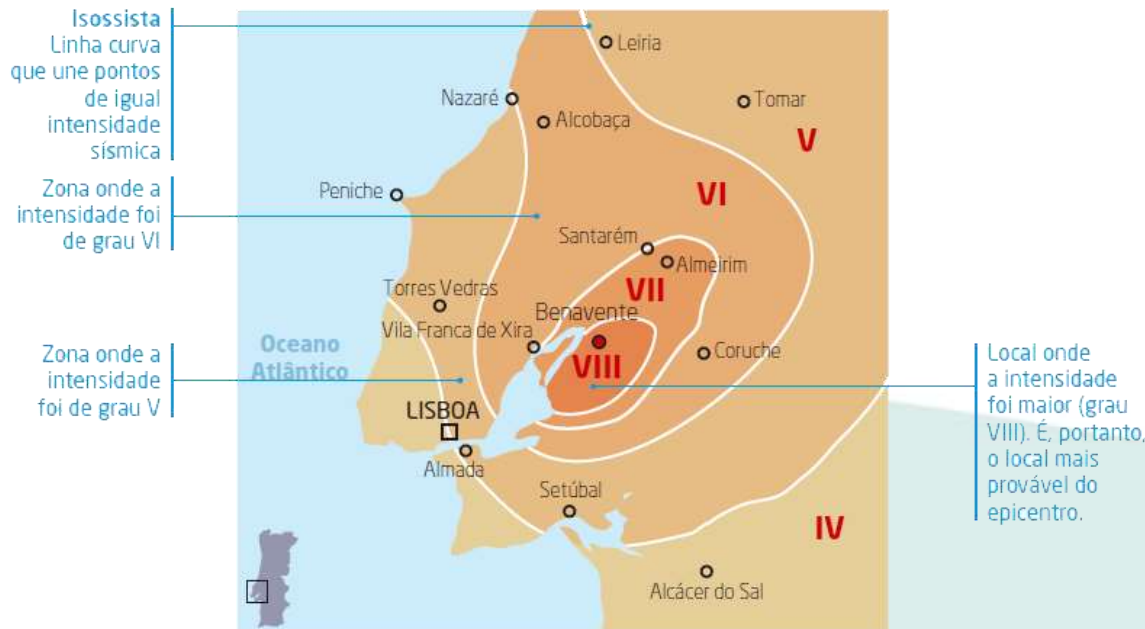 Isossista
Linha curva
que une pontos
de igual
intensidade
sísmica
Zona onde a
intensidade foi
de grau VI
Zona onde a
intensidade
foi de grau V
Leiria
Nazaré
Tomar
Alcobaça
V
Peniche
VI
Santarém
Almeirim
VII
Torres Vedras
Benavente
Vila Franca de Xira
Oceano
Atlântico
VIII
Coruche
LISBOA
Almada
Setúbal
IV
Alcácer do Sal
Local onde
a intensidade
foi maior (grau
VIII). É, portanto,
o local mais
provável do
epicentro.